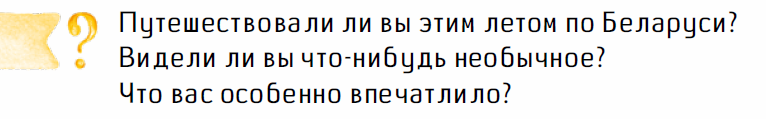 Путешествовали ли вы этим летом по Беларуси?
Видели ли вы что-нибудь необычное?
Что вас особенно впечатлило?